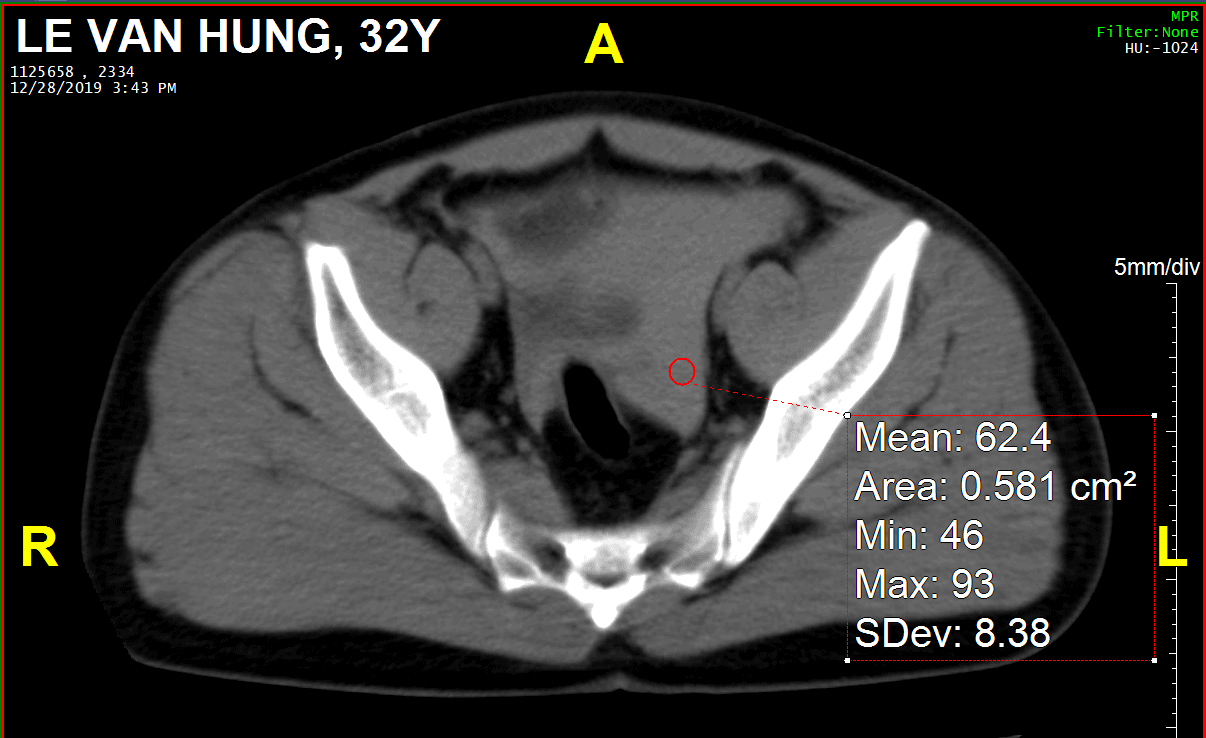 LE VAN HUNG, 32Y
1125658 , 2334
12/28/2019 3:43 PM
A
MPR
Filter:None
HU:-1024
5mm/div
Mean: 62.4
Area: 0.581 cm²
Min: 46
Max: 93
SDev: 8.38
R
L